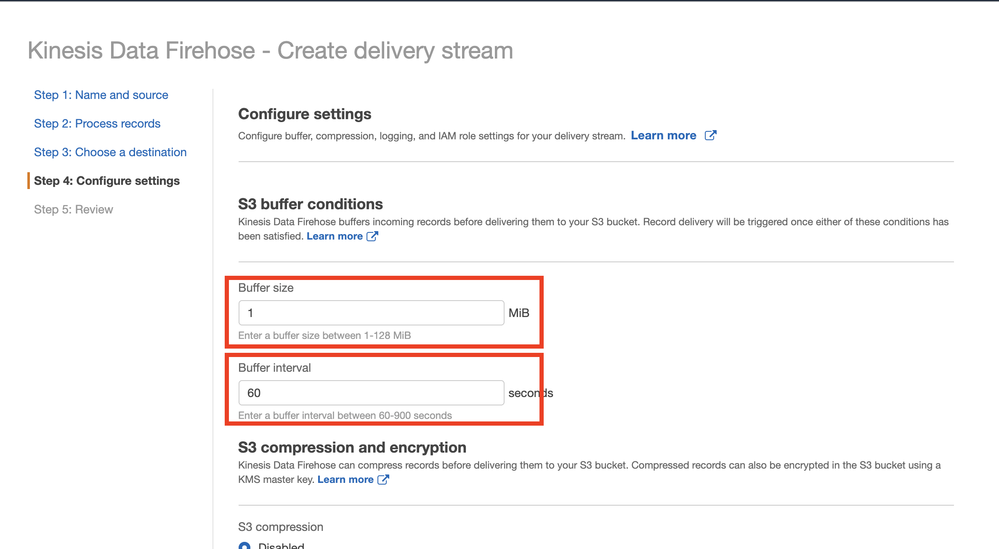 Kinesis Data Firehose - Create delivery stream
Step 1: Name and source
Step 2: Process records
Step 3: Choose a destination
Step 4: Configure settings
Step 5: Review
Configure settings
Configure buffer, compression, logging, and IAM role settings for your delivery stream. Learn more
S3 buffer conditions
Kinesis Data Firehose buffers incoming records before delivering them to your S3 bucket. Record delivery will be triggered once either of these conditions has
been satisfied. Learn more
Buffer size
1 MiB
Enter a buffer size between 1-128 MiB
Buffer interval
60 seconds
Enter a buffer interval between 60-900 seconds
S3 compression and encryption
Kinesis Data Firehose can compress records before delivering them to your S3 bucket. Compressed records can also be encrypted in the S3 bucket using a
KMS master key. Learn more
S3 compression
Disabled